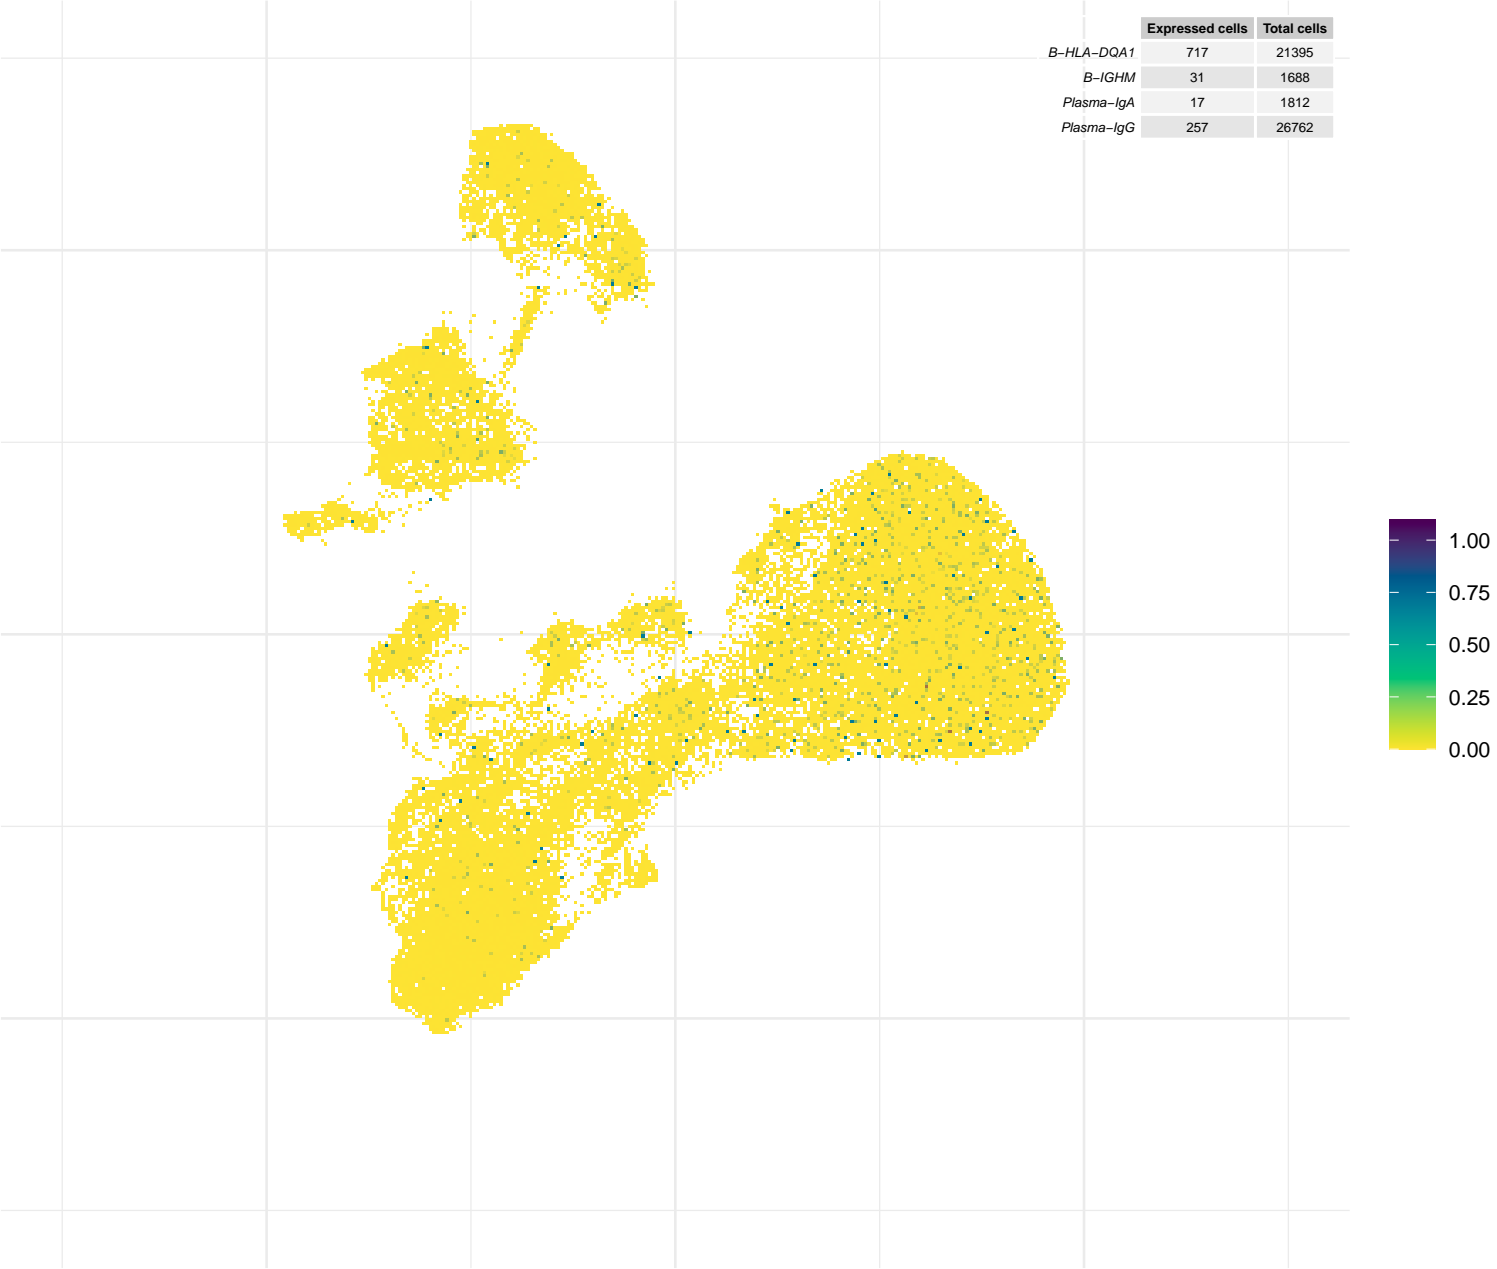 Expressed cells Total cells
B−HLA−DQA1 717 21395
B−IGHM 31 1688
Plasma−IgA 17 1812
Plasma−IgG 257 26762
1.00
0.75
0.50
0.25
0.00